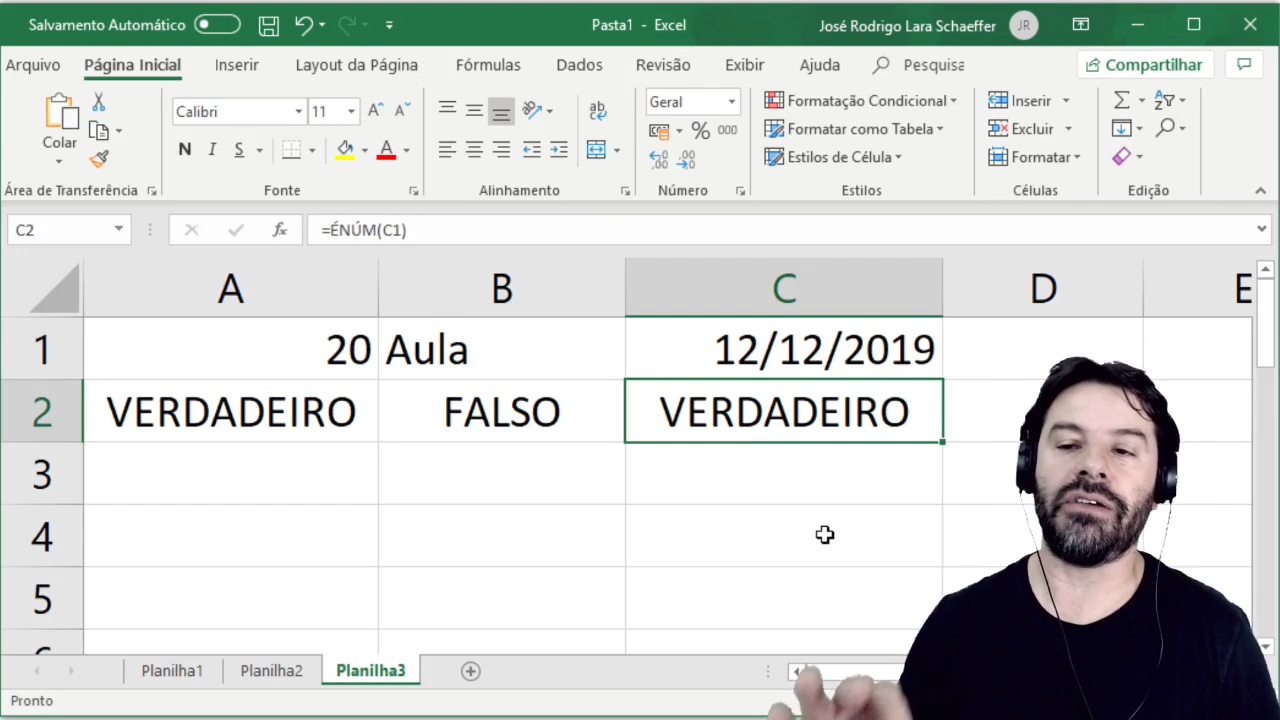 Salvamento Automático
Pasta1 - Excel
José Rodrigo Lara Schaeffer
JR
Arquivo
Página Inicial
Inserir
Layout da Página
Fórmulas
Dados
Revisão
Exibir
Ajuda
Pesquisa
Compartilhar
Colar
Calibri
11
N I S
Geral
% 000
Formatação Condicional
Formatar como Tabela
Estilos de Célula
Inserir
Excluir
Formatar
Área de Transferência
Fonte
Alinhamento
Número
Estilos
Células
Edição
C2
fx
=ÉNÚM(C1)
A B C D E
1 20 Aula 12/12/2019
2 VERDADEIRO FALSO VERDADEIRO
3
4
5
Planilha1
Planilha2
Planilha3
Pronto